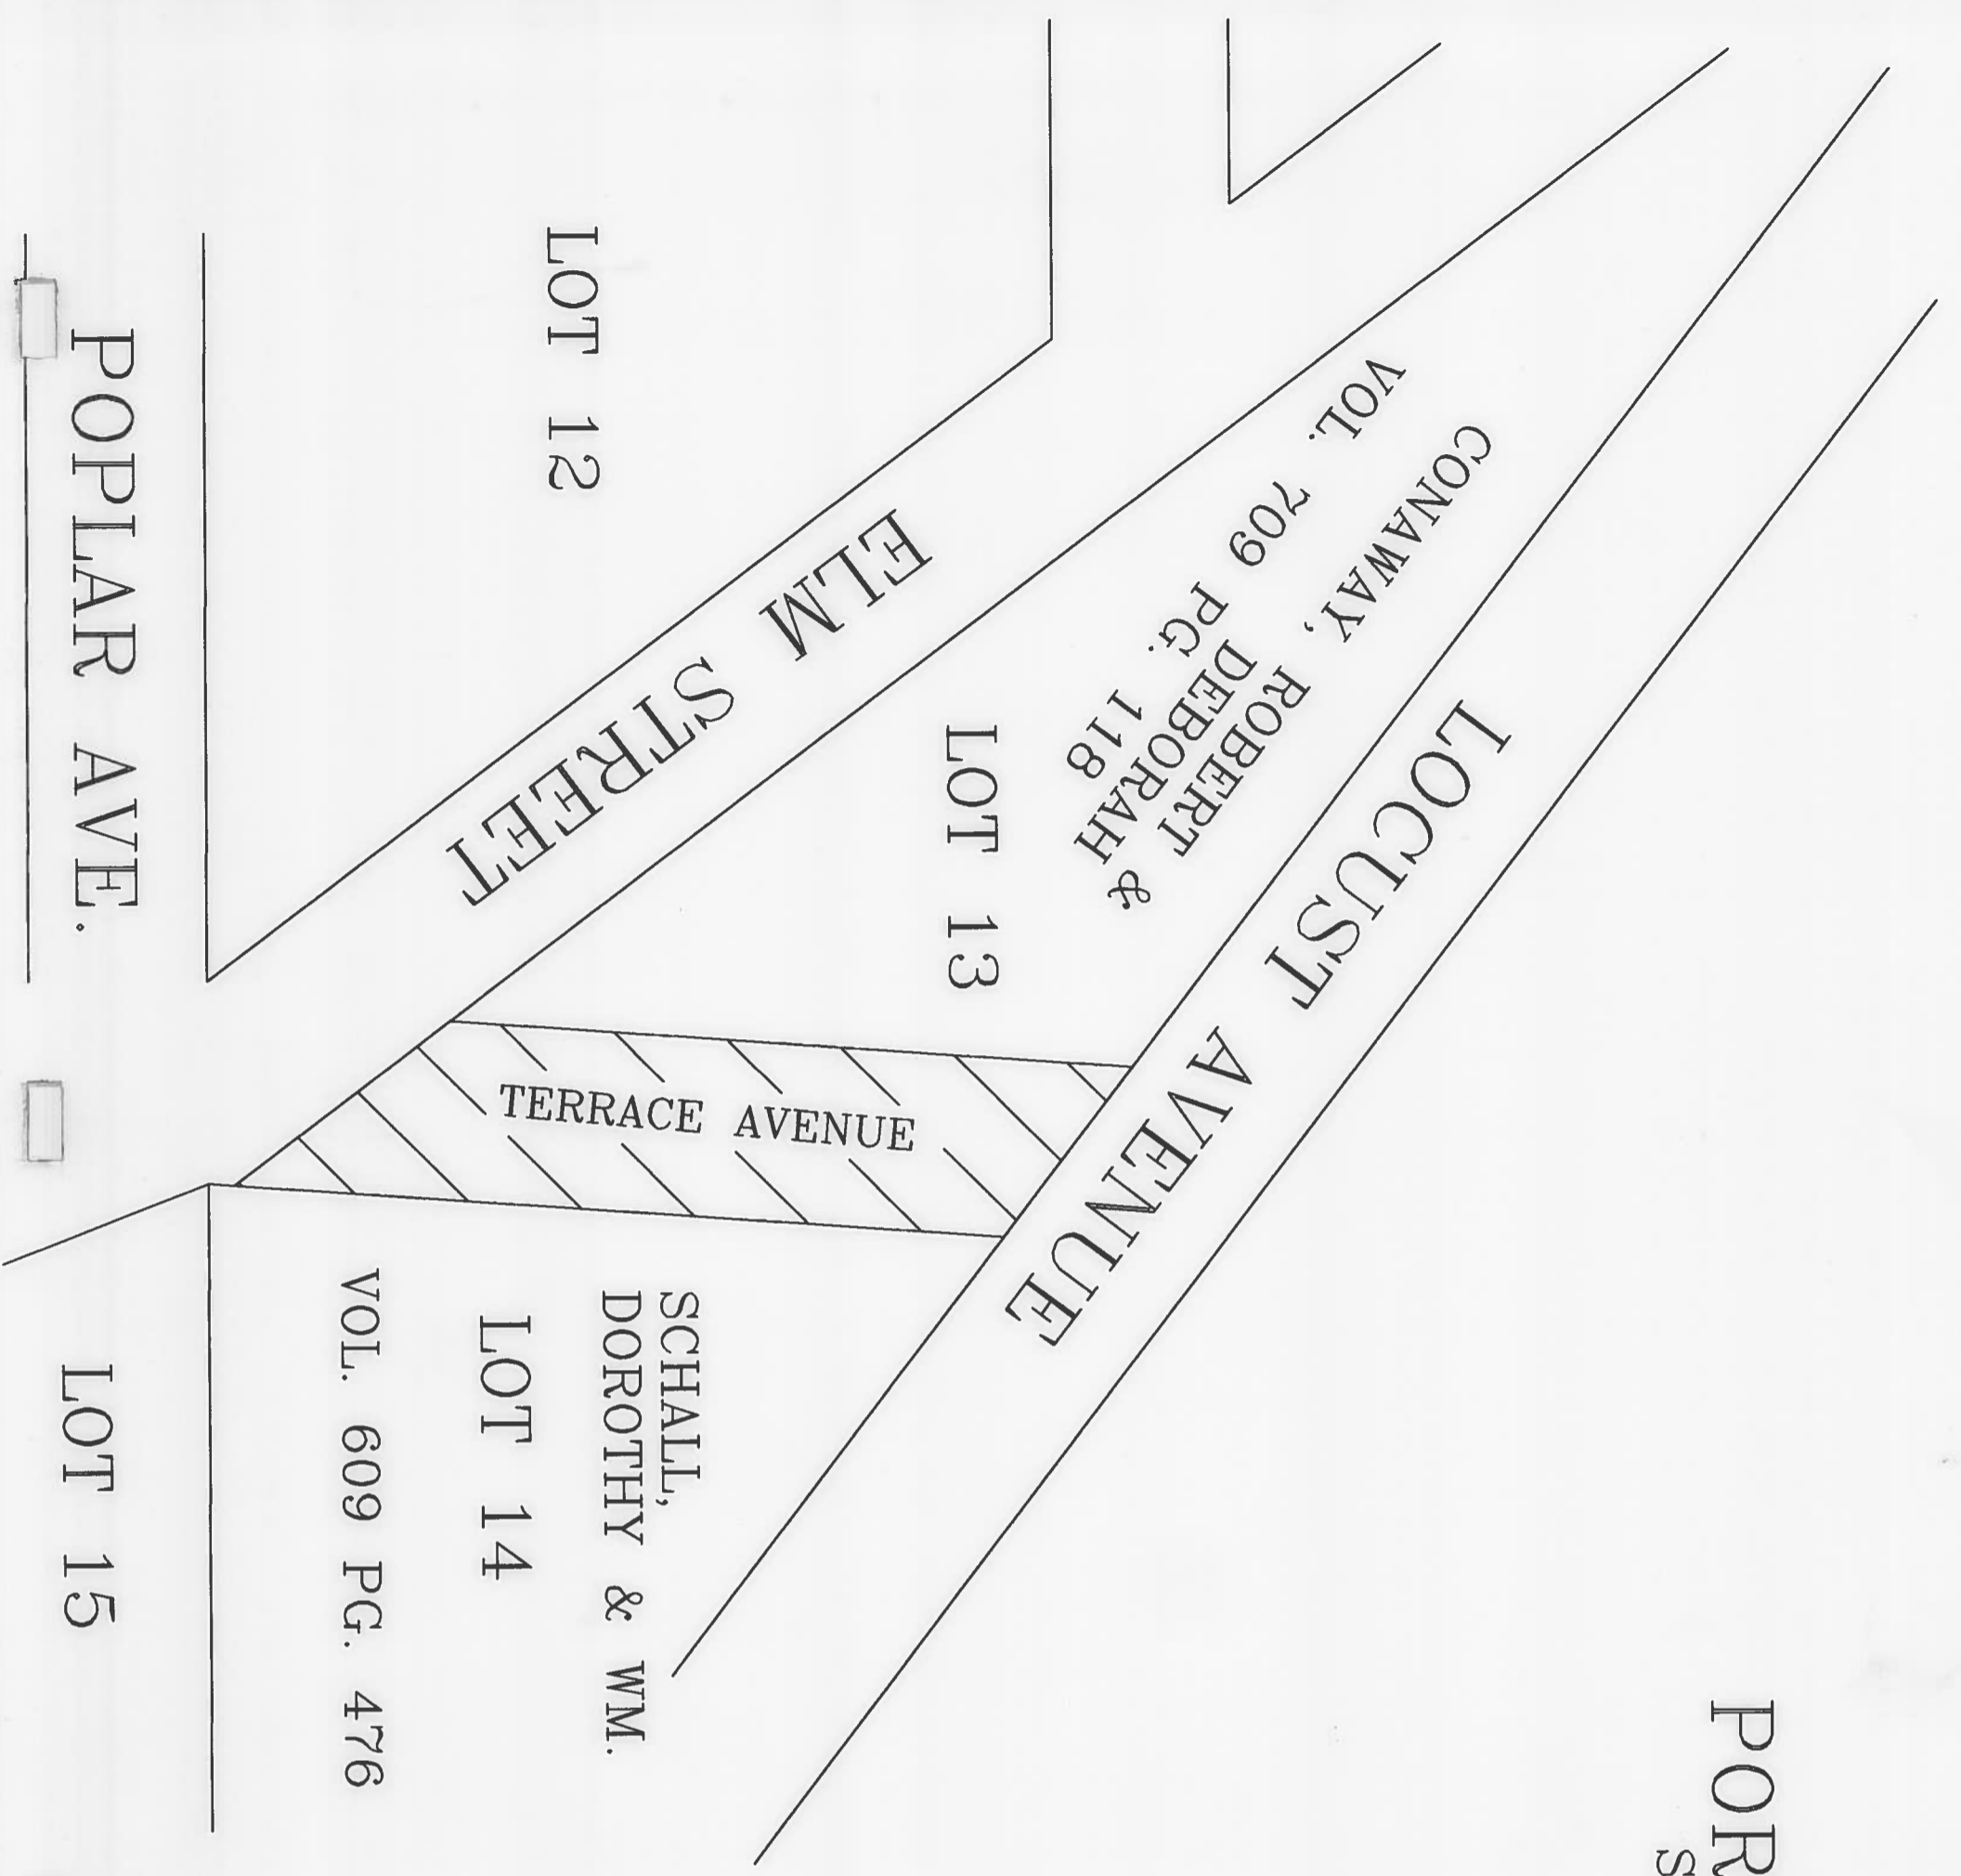 POR
S
LOCUST AVENUE
CONAWAY, ROBERT &
DEBORAH &
VOL. 709 PG. 118
LOT 13
ELM STREET
LOT 12
POPLAR AVE.
TERRACE AVENUE
SCHALL,
DOROTHY & WM.
LOT 14
VOL. 609 PG. 476
LOT 15